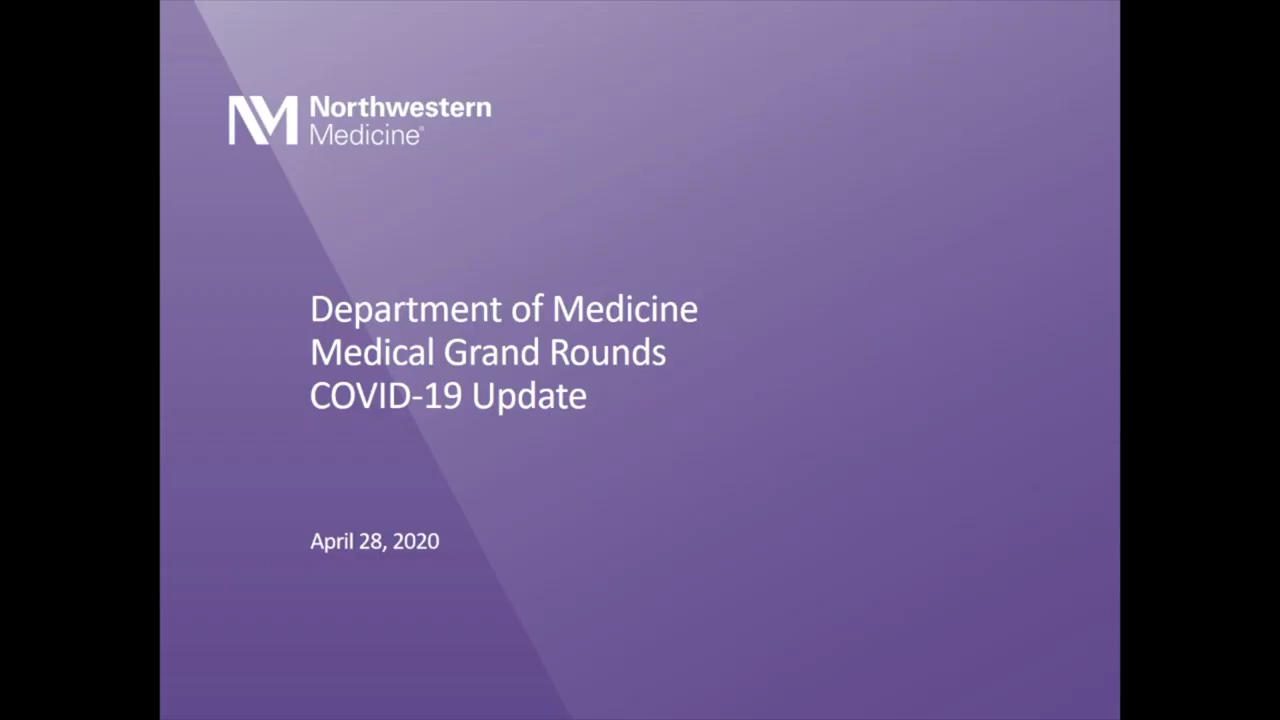 Northwestern
Medicine®
Department of Medicine
Medical Grand Rounds
COVID-19 Update
April 28, 2020